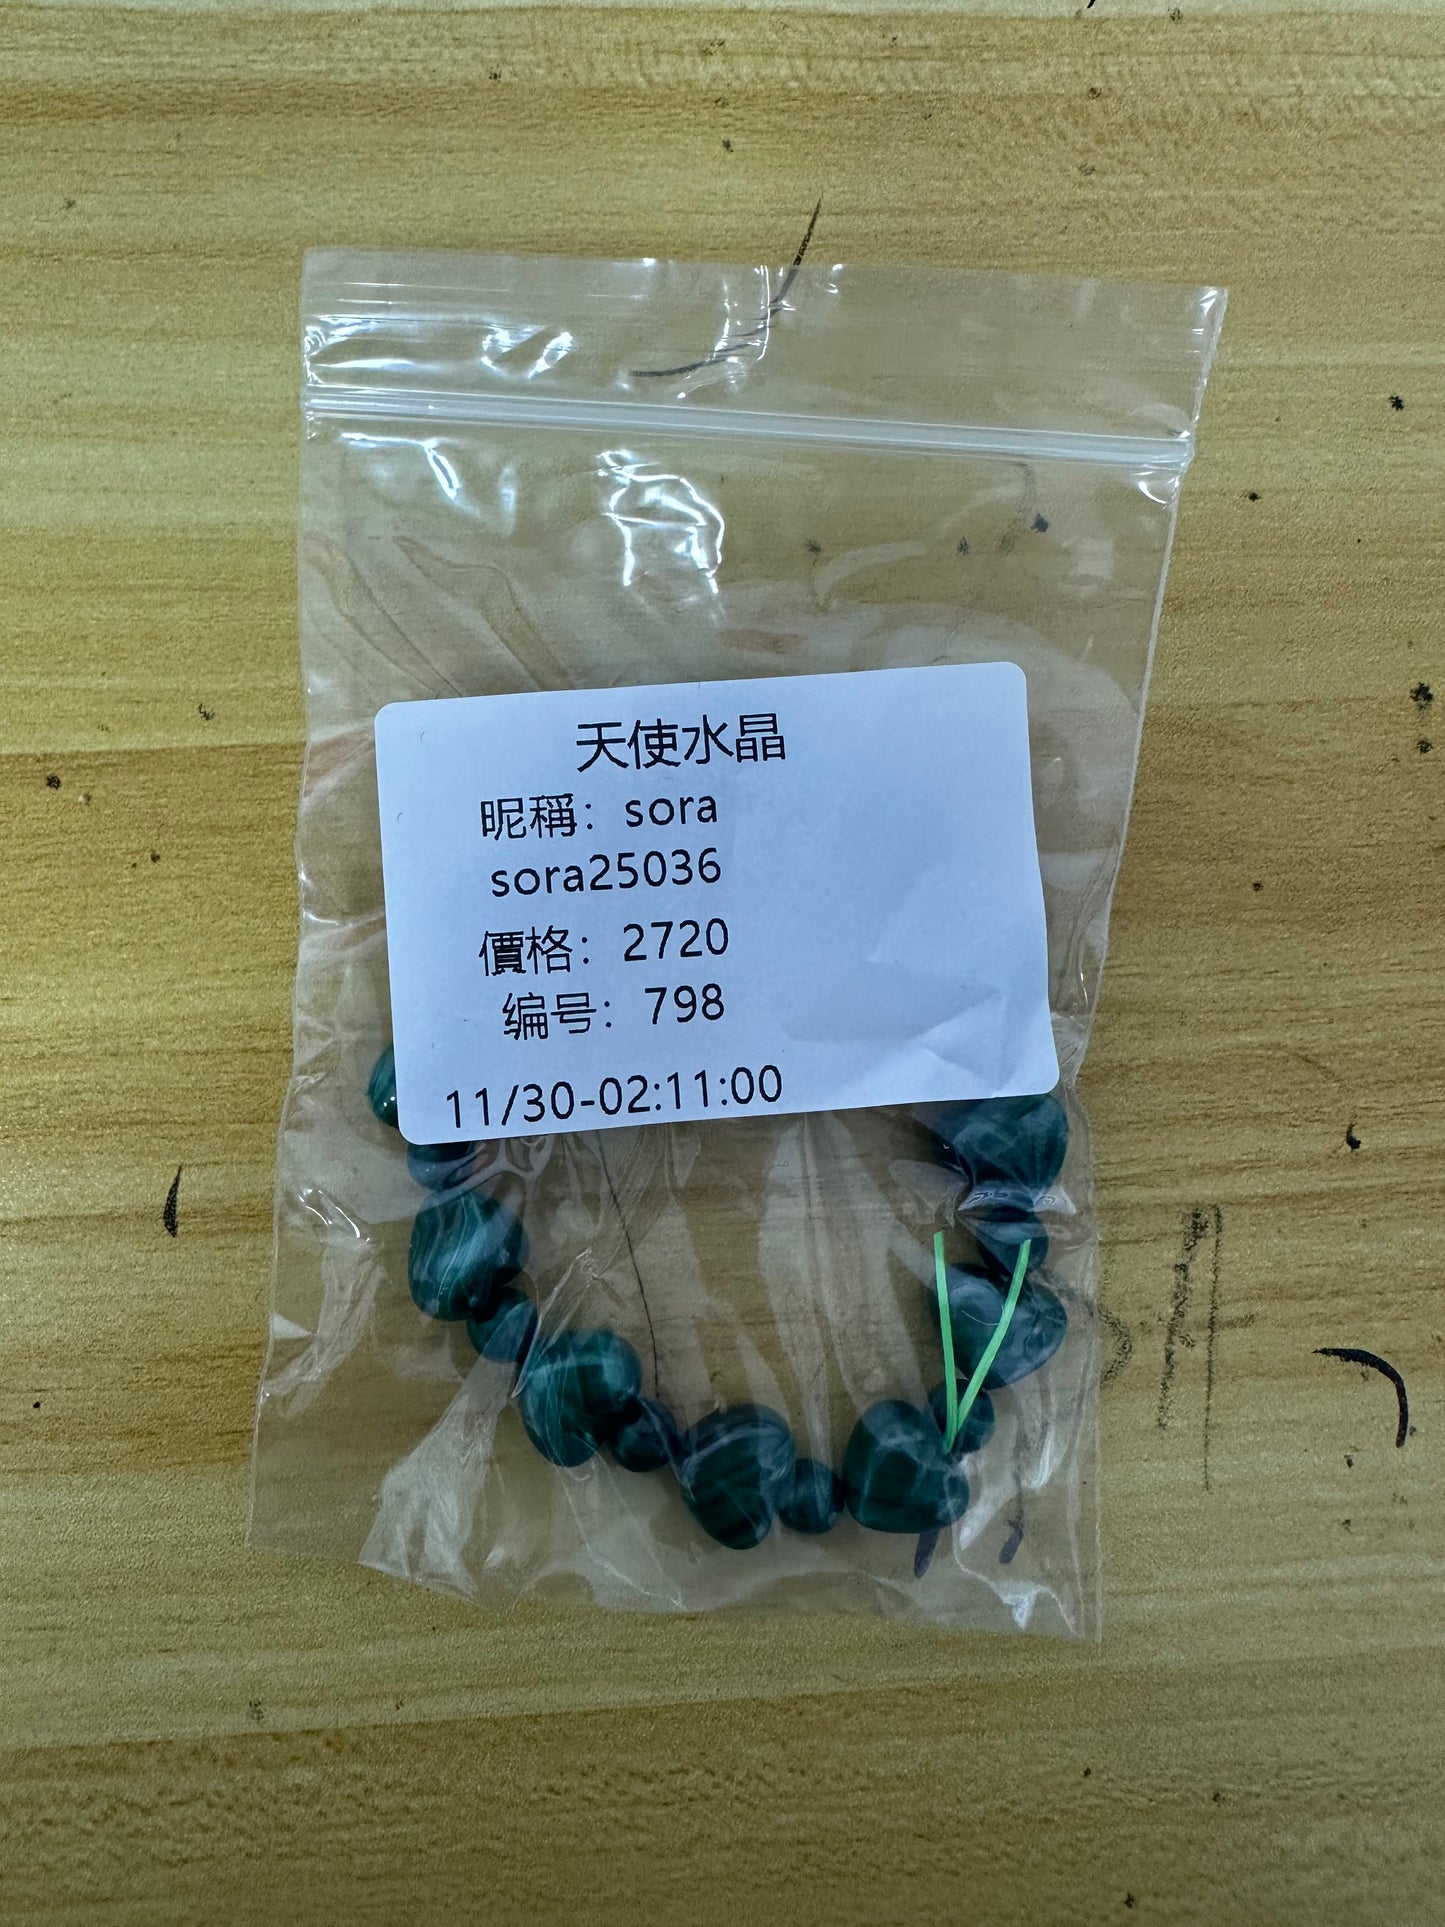 天使水晶
昵稱：sora
sora25036
價格：2720
编号：798
11/30-02:11:00